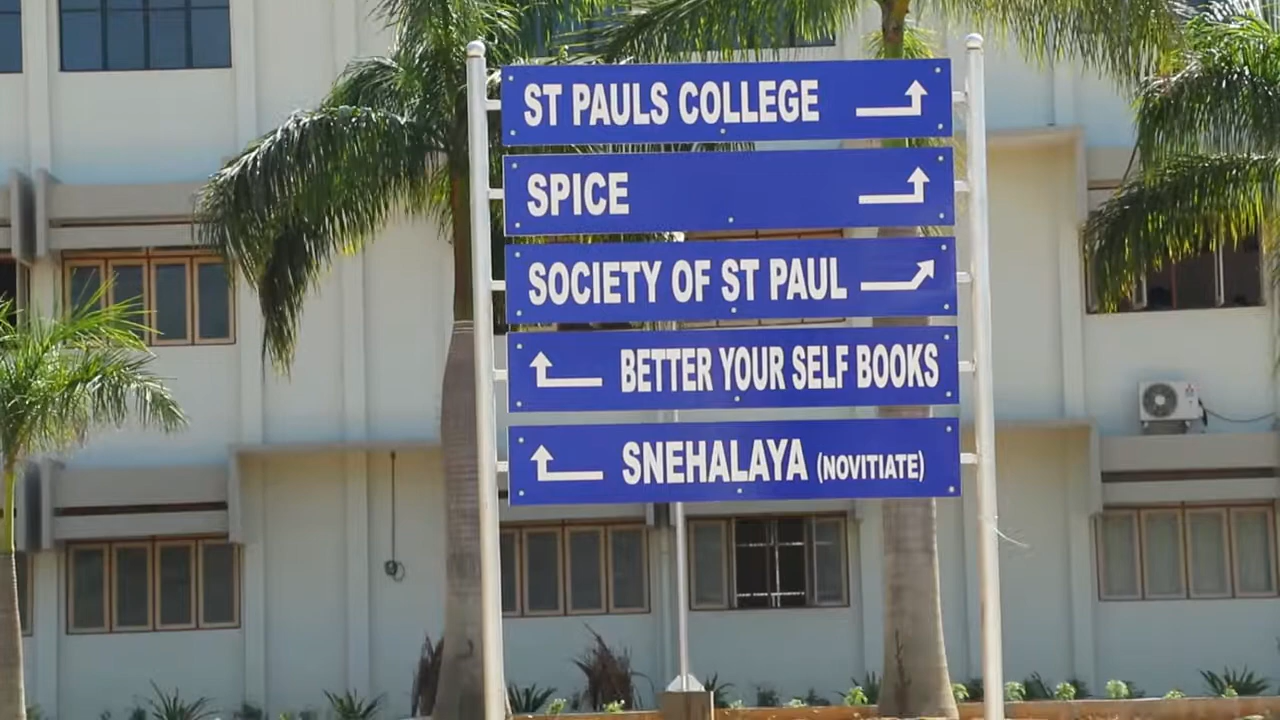 ST PAULS COLLEGE
SPICE
SOCIETY OF ST PAUL
BETTER YOUR SELF BOOKS
SNEHALAYA (NOVITIATE)